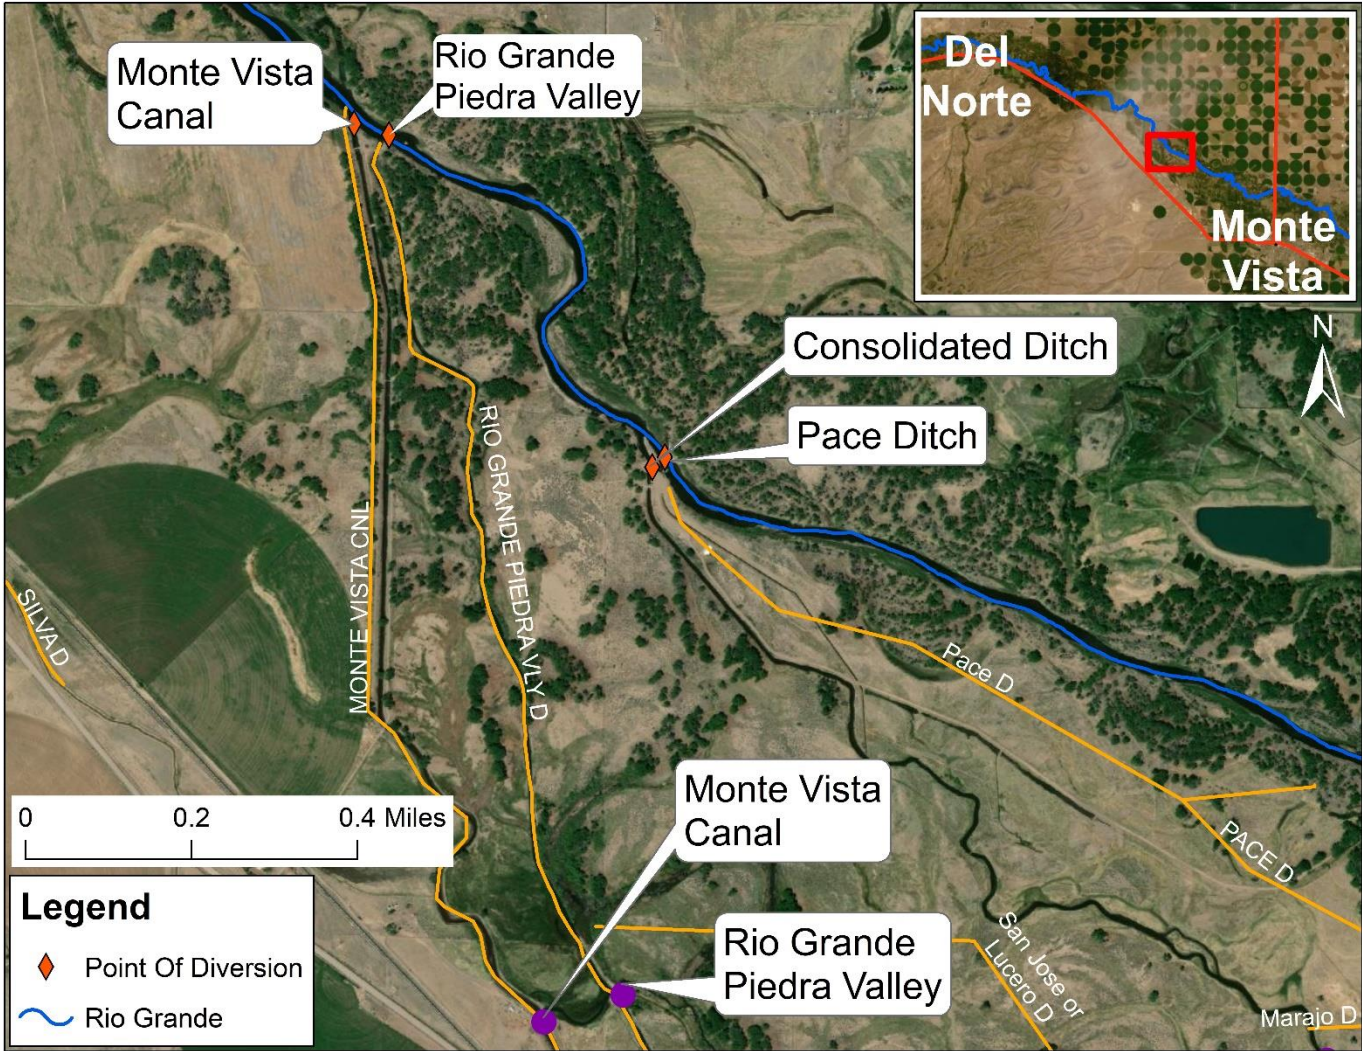 Monte Vista
Canal
Rio Grande
Piedra Valley
Del
Norte
Monte
Vista
N
Consolidated Ditch
Pace Ditch
RIO GRANDE PIEDRA VLY D
MONTE VISTA CNL
SILVA D
Pace D
PACE D
0 0.2 0.4 Miles
Monte Vista
Canal
Rio Grande
Piedra Valley
San Jose or
Lucero D
Marajo D
Legend
Point Of Diversion
Rio Grande